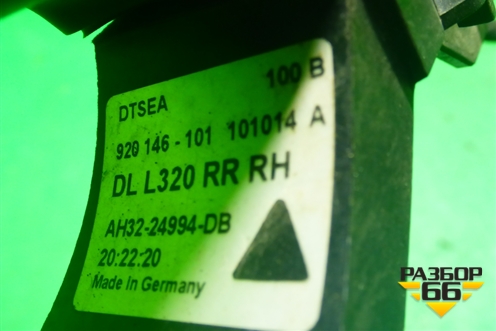 DTSEA 100 B
920 146 - 101 101014 A
DL L320 RR RH
AH32-24994-DB
20:22:20
Made In Germany
РАЗБОР
66